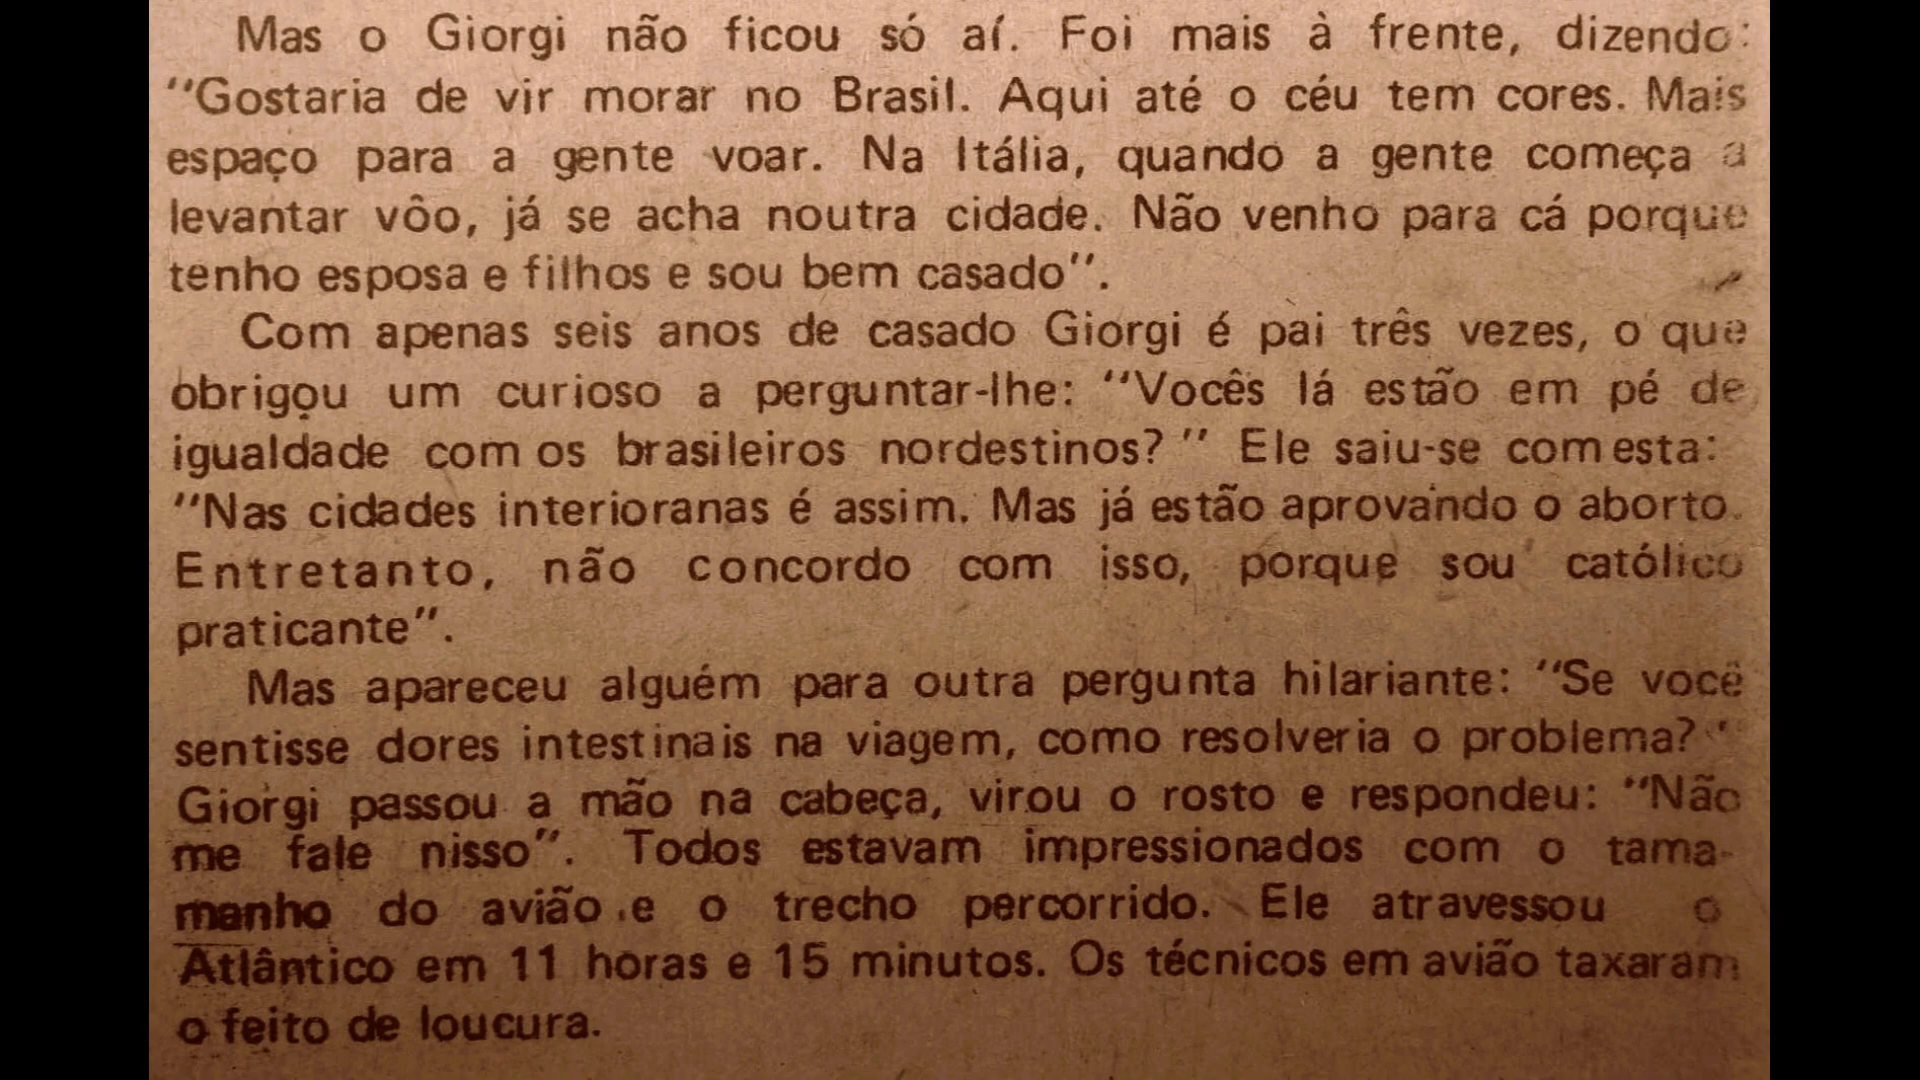 Mas o Giorgi não ficou só aí. Foi mais à frente, dizendo:
''Gostaria de vir morar no Brasil. Aqui até o céu tem cores. Mais
espaço para a gente voar. Na Itália, quando a gente começa a
levantar vôo, já se acha noutra cidade. Não venho para cá porque
tenho esposa e filhos e sou bem casado''.
Com apenas seis anos de casado Giorgi é pai três vezes, o que
obrigou um curioso a perguntar-lhe: ''Vocês lá estão em pé de
igualdade com os brasileiros nordestinos? '' Ele saiu-se com esta:
''Nas cidades interioranas é assim. Mas já estão aprovando o aborto.
Entretanto, não concordo com isso, porque sou católico
praticante''.
Mas apareceu alguém para outra pergunta hilariante: ''Se você
sentisse dores intestinais na viagem, como resolveria o problema? ''
Giorgi passou a mão na cabeça, virou o rosto e respondeu: ''Não
me fale nisso''. Todos estavam impressionados com o tama-
manho do avião e o trecho percorrido. Ele atravessou o
Atlântico em 11 horas e 15 minutos. Os técnicos em avião taxaram
o feito de loucura.